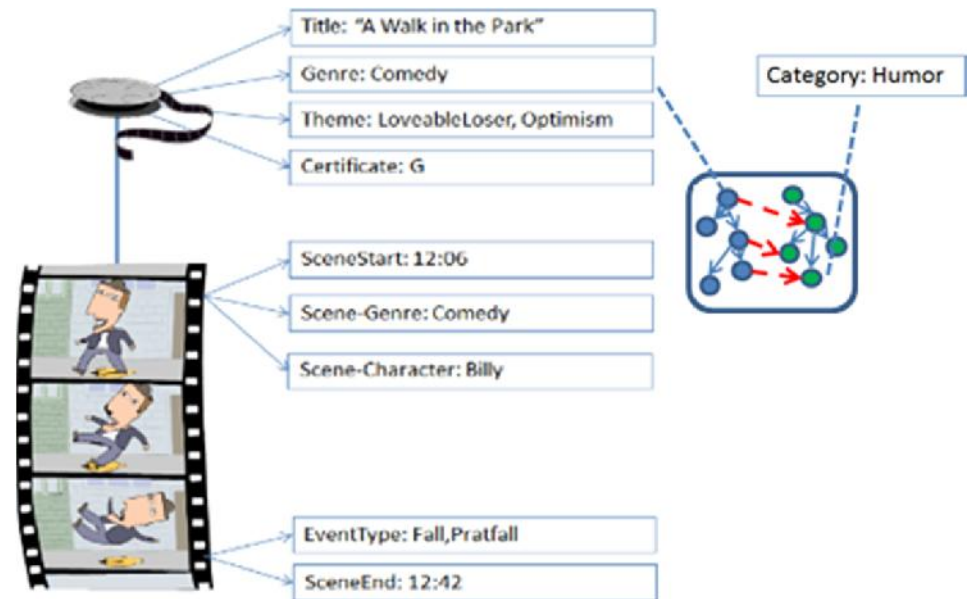 Title: “A Walk in the Park”
Genre: Comedy
Category: Humor
Theme: LoveableLoser, Optimism
Certificate: G
SceneStart: 12:06
Scene-Genre: Comedy
Scene-Character: Billy
EventType: Fall,Pratfall
SceneEnd: 12:42